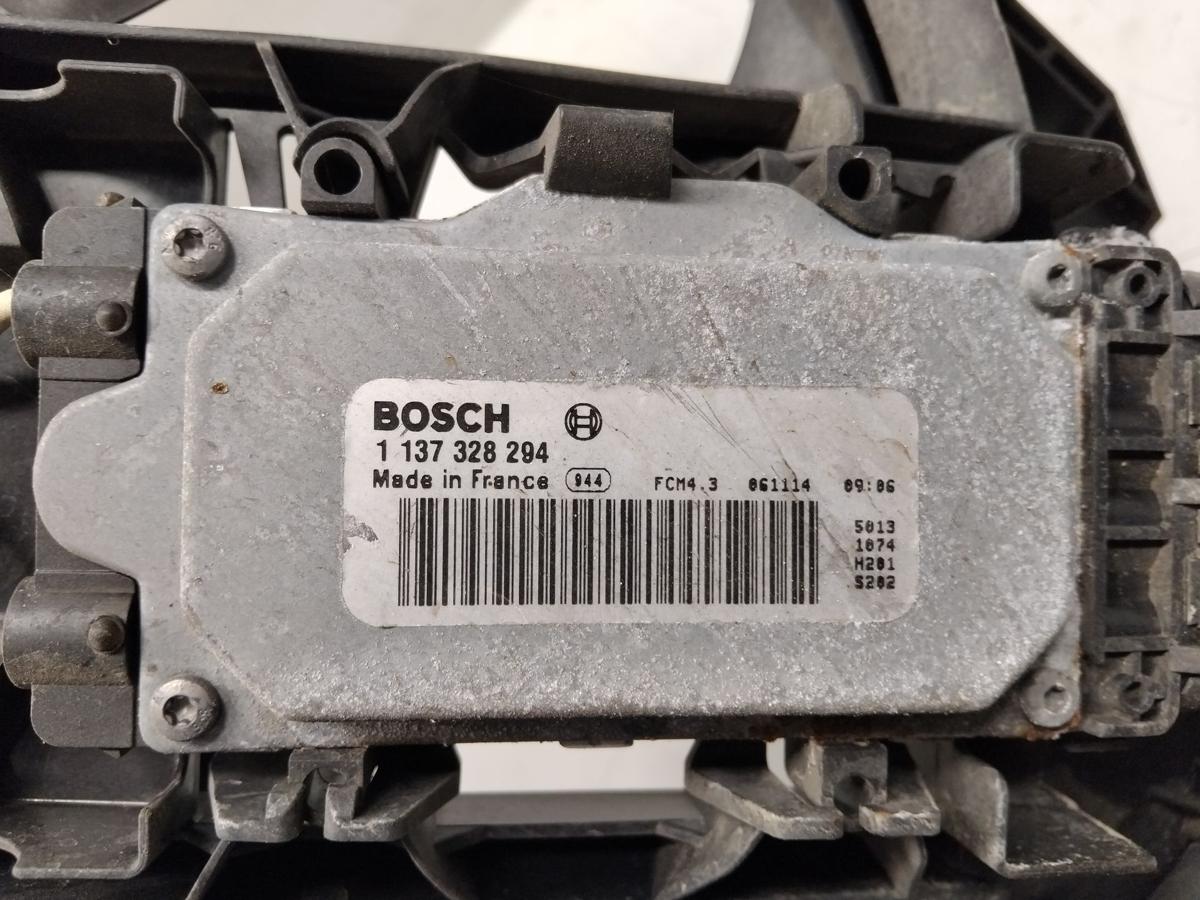 BOSCH
1 137 328 294
Made in France 944 FCM4.3 061114 09:06
5013
1074
H201
S202